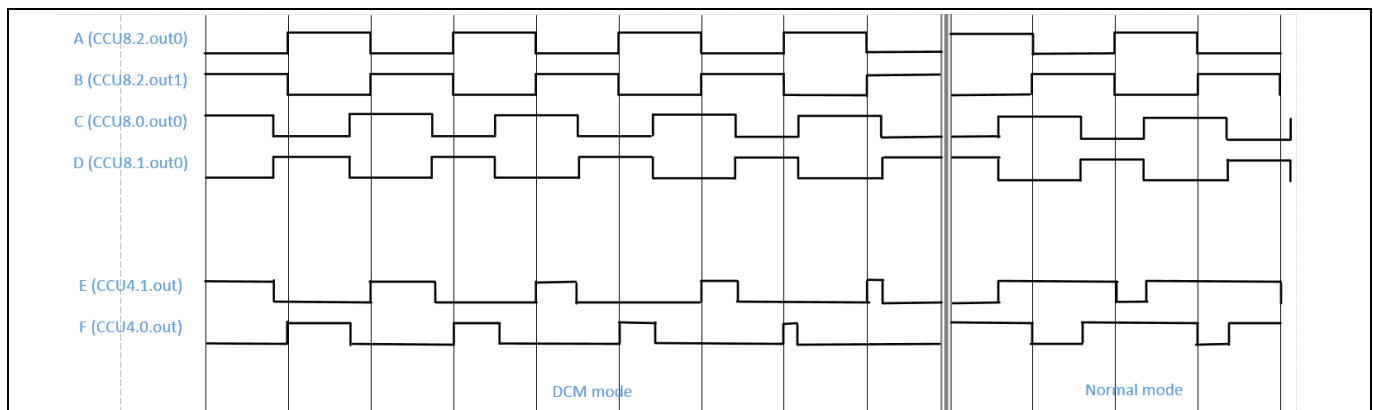 A (CCU8.2.out0)
B (CCU8.2.out1)
C (CCU8.0.out0)
D (CCU8.1.out0)
E (CCU4.1.out)
F (CCU4.0.out)
DCM mode
Normal mode